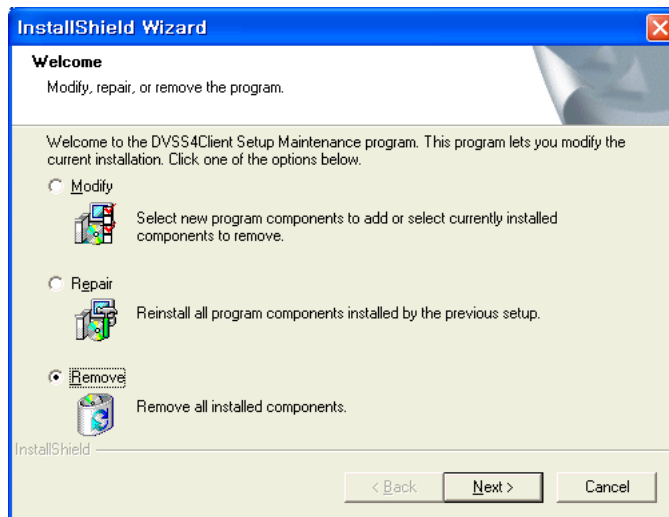 InstallShield Wizard
Welcome
Modify, repair, or remove the program.
Welcome to the DVSS4Client Setup Maintenance program. This program lets you modify the
current installation. Click one of the options below.
Modify
Select new program components to add or select currently installed
components to remove.
Repair
Reinstall all program components installed by the previous setup.
Remove
Remove all installed components.
InstallShield
< Back Next > Cancel